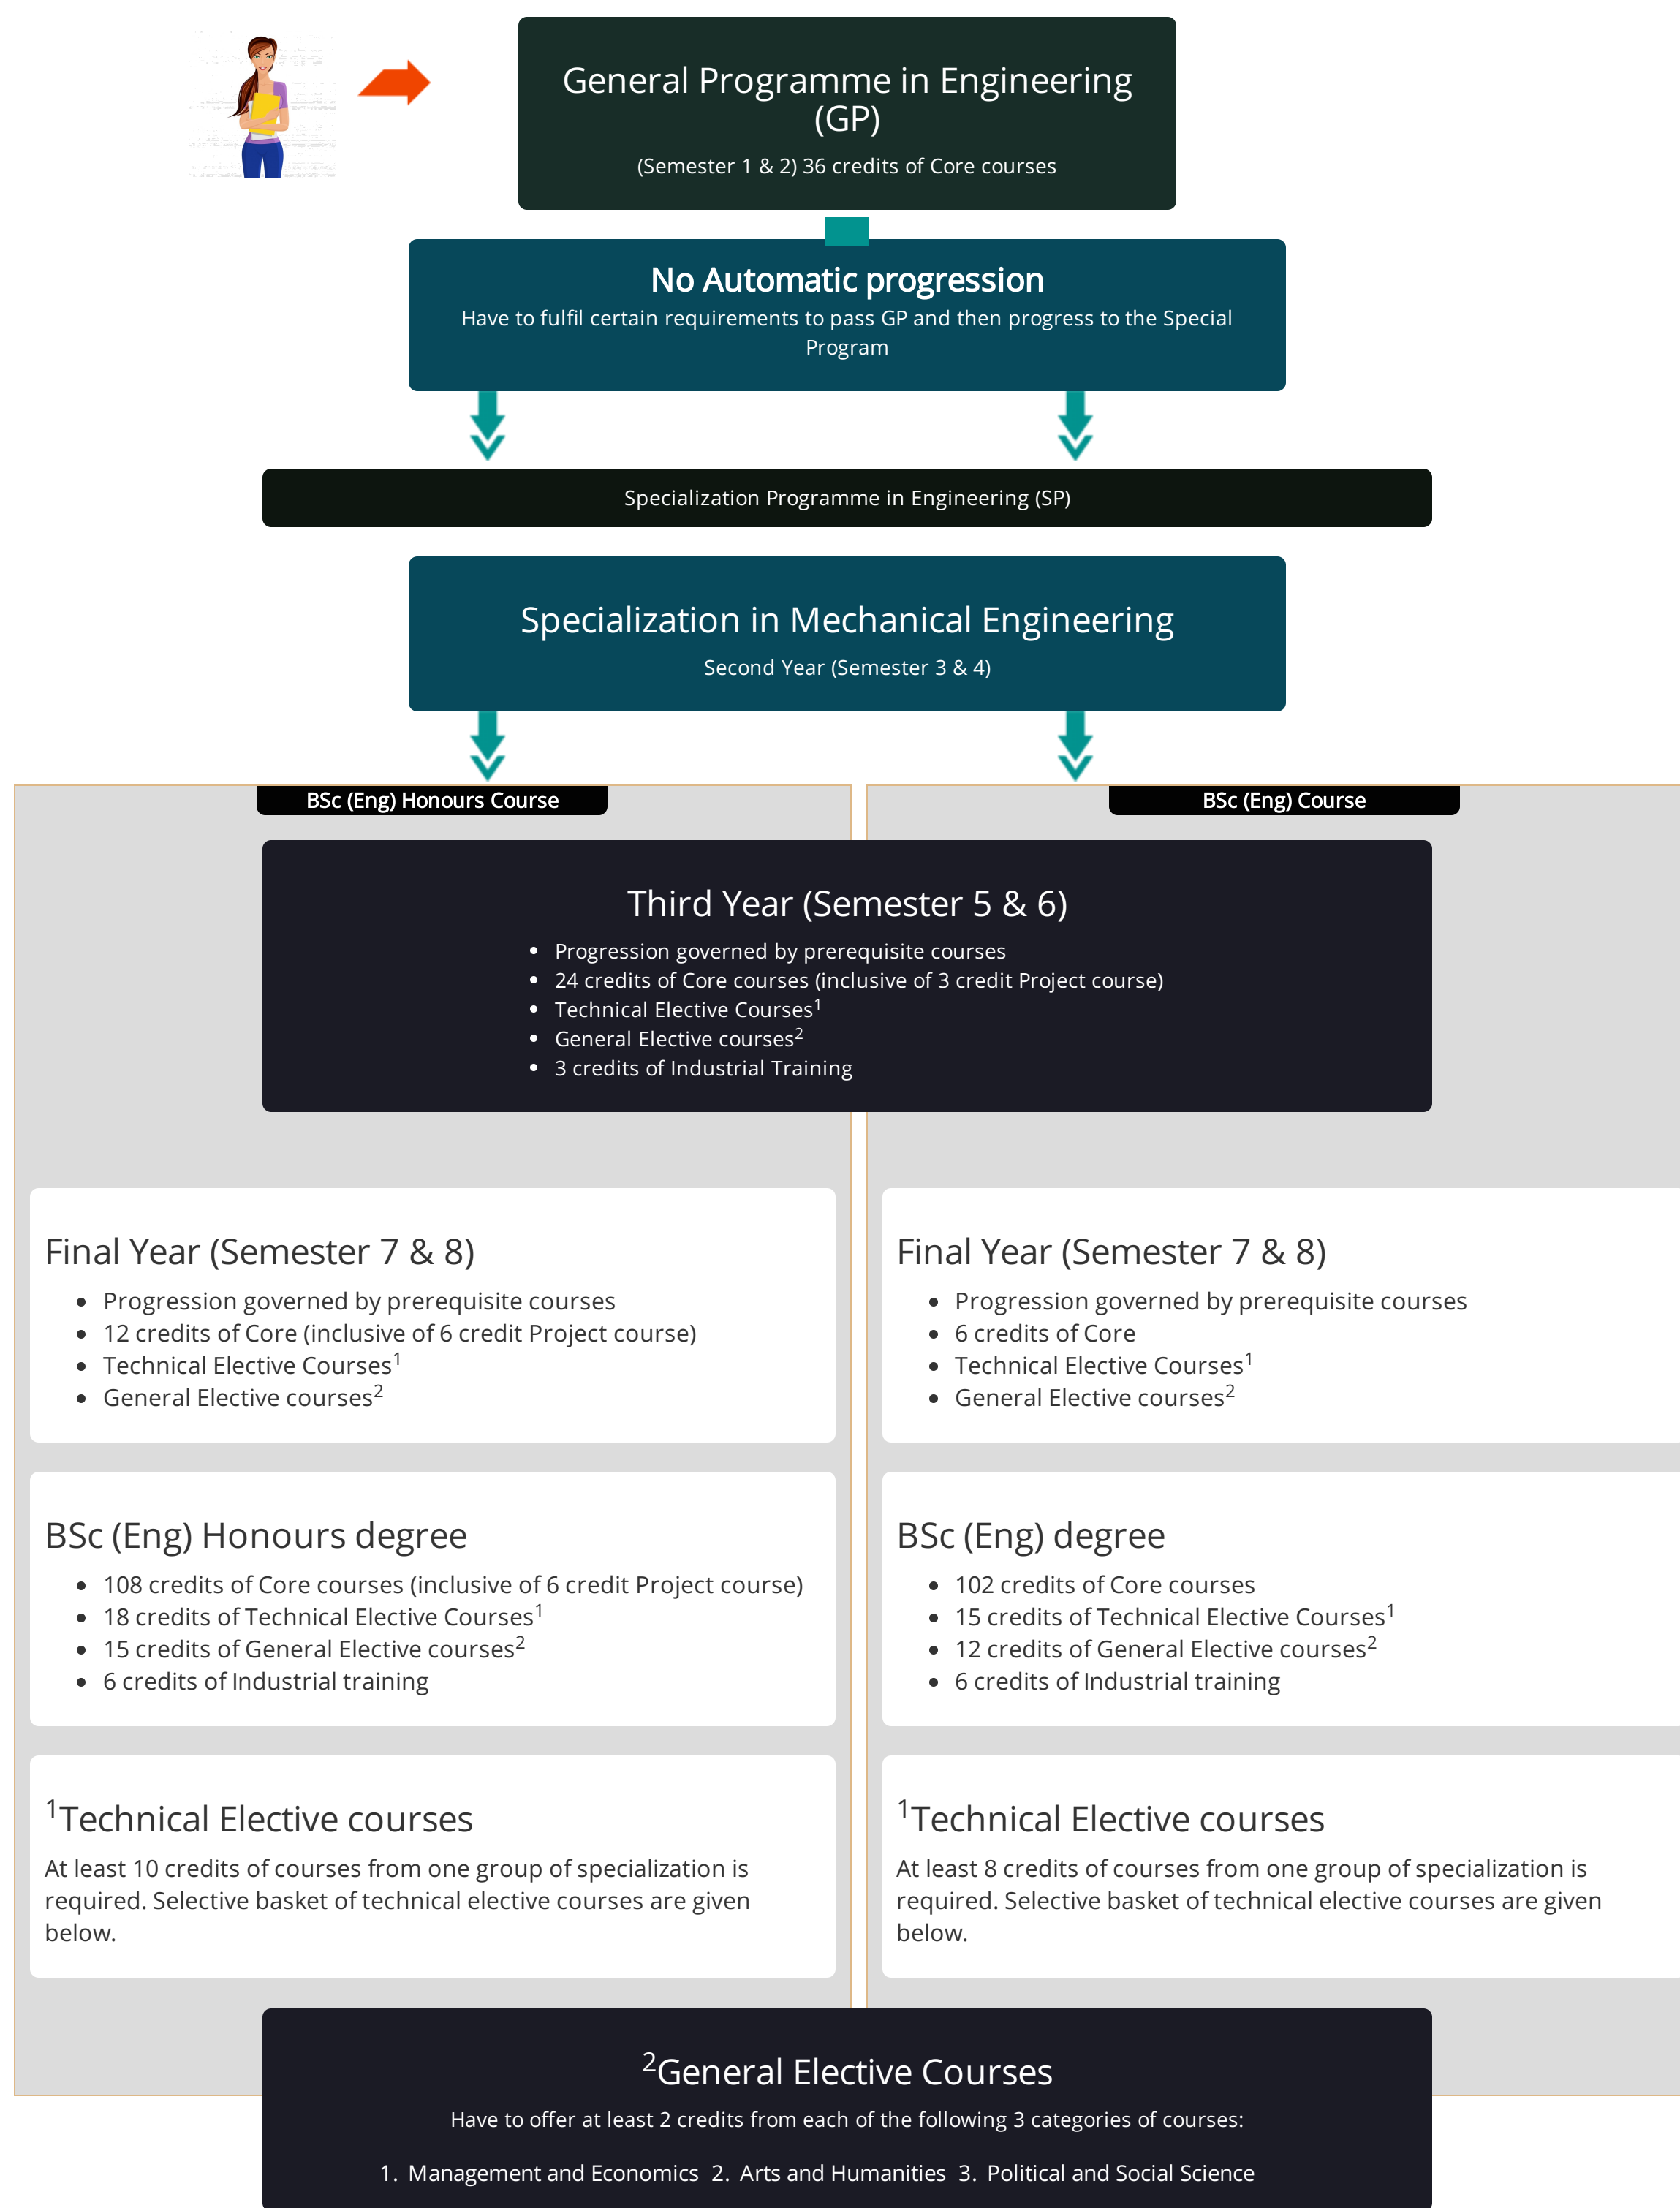 General Programme in Engineering
(GP)
(Semester 1 & 2) 36 credits of Core courses
No Automatic progression
Have to fulfil certain requirements to pass GP and then progress to the Special
Program
Specialization Programme in Engineering (SP)
Specialization in Mechanical Engineering
Second Year (Semester 3 & 4)
BSc (Eng) Honours Course
BSc (Eng) Course
Third Year (Semester 5 & 6)
• Progression governed by prerequisite courses
• 24 credits of Core courses (inclusive of 3 credit Project course)
• Technical Elective Courses¹
• General Elective courses²
• 3 credits of Industrial Training
Final Year (Semester 7 & 8)
• Progression governed by prerequisite courses
• 12 credits of Core (inclusive of 6 credit Project course)
• Technical Elective Courses¹
• General Elective courses²
BSc (Eng) Honours degree
• 108 credits of Core courses (inclusive of 6 credit Project course)
• 18 credits of Technical Elective Courses¹
• 15 credits of General Elective courses²
• 6 credits of Industrial training
¹Technical Elective courses
At least 10 credits of courses from one group of specialization is
required. Selective basket of technical elective courses are given
below.
Final Year (Semester 7 & 8)
• Progression governed by prerequisite courses
• 6 credits of Core
• Technical Elective Courses¹
• General Elective courses²
BSc (Eng) degree
• 102 credits of Core courses
• 15 credits of Technical Elective Courses¹
• 12 credits of General Elective courses²
• 6 credits of Industrial training
¹Technical Elective courses
At least 8 credits of courses from one group of specialization is
required. Selective basket of technical elective courses are given
below.
²General Elective Courses
Have to offer at least 2 credits from each of the following 3 categories of courses:
1. Management and Economics 2. Arts and Humanities 3. Political and Social Science